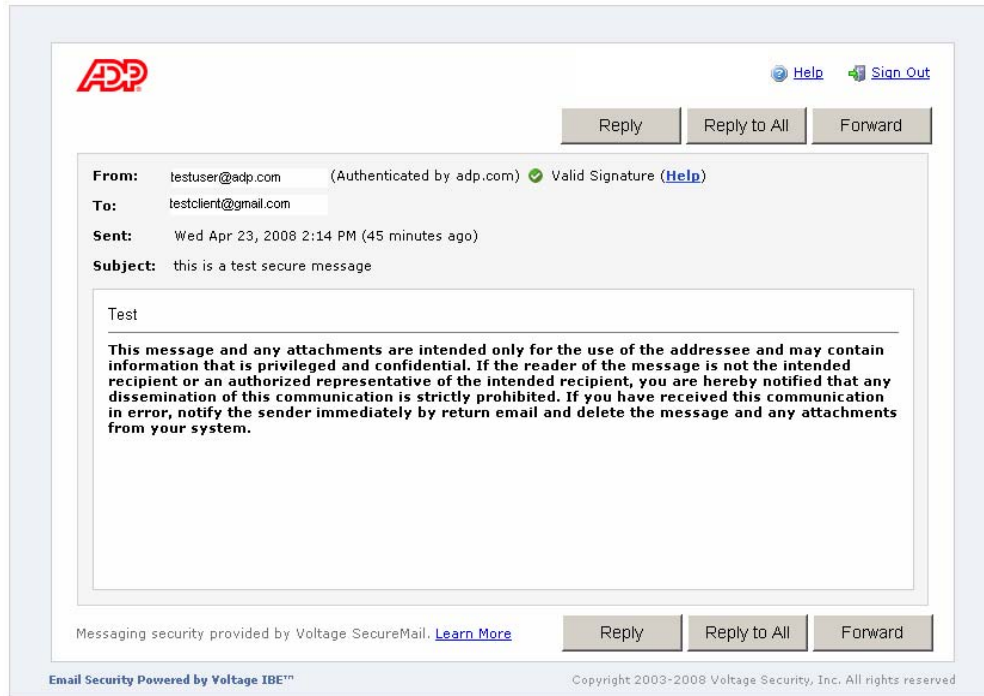 ADP
Help Sign Out
Reply Reply to All Forward
From: testuser@adp.com (Authenticated by adp.com) Valid Signature (Help)
To: testclient@gmail.com
Sent: Wed Apr 23, 2008 2:14 PM (45 minutes ago)
Subject: this is a test secure message
Test
This message and any attachments are intended only for the use of the addressee and may contain
information that is privileged and confidential. If the reader of the message is not the intended
recipient or an authorized representative of the intended recipient, you are hereby notified that any
dissemination of this communication is strictly prohibited. If you have received this communication
in error, notify the sender immediately by return email and delete the message and any attachments
from your system.
Messaging security provided by Voltage SecureMail. Learn More Reply Reply to All Forward
Email Security Powered by Voltage IBE™ Copyright 2003-2008 Voltage Security, Inc. All rights reserved